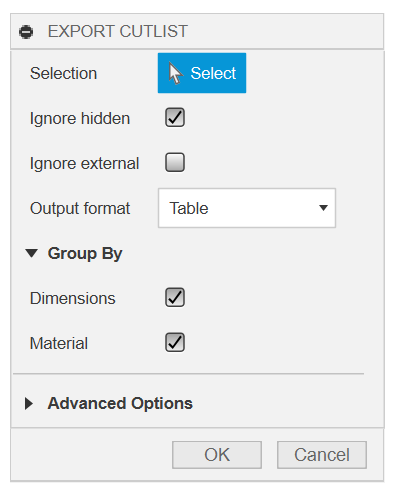 EXPORT CUTLIST
Selection Select
Ignore hidden
Ignore external
Output format Table
Group By
Dimensions
Material
Advanced Options
OK Cancel